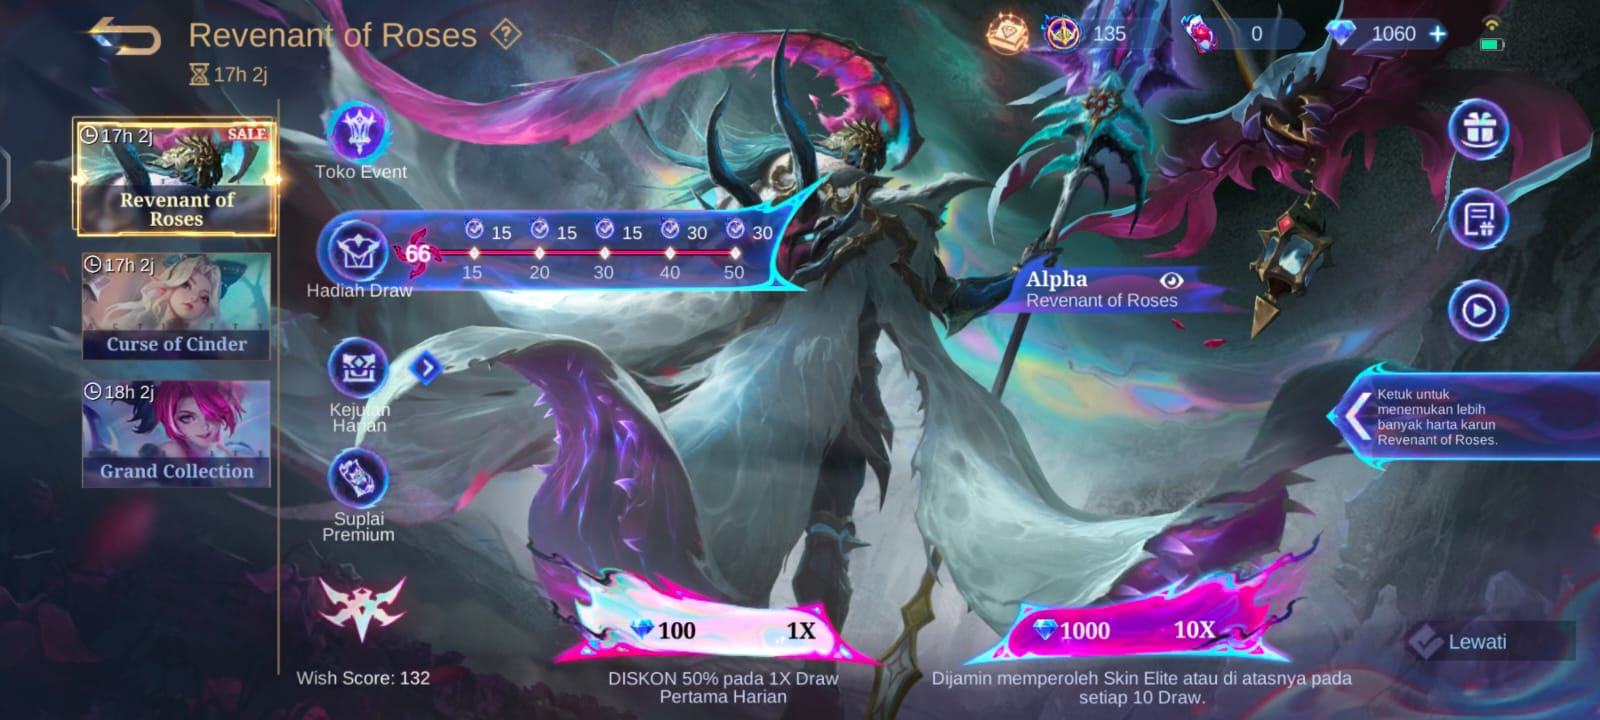 Revenant of Roses ?
17h 2j
135
0
1060 +
17h 2j
SALE
Revenant of
Roses
17h 2j
Curse of Cinder
18h 2j
Grand Collection
Toko Event
Hadiah Draw
66
15 15 15 30 30
15 20 30 40 50
Kejutan
Harian
Suplai
Premium
Wish Score: 132
Alpha
Revenant of Roses
Ketuk untuk
menemukan lebih
banyak harta karun
Revenant of Roses.
100 1X
DISKON 50% pada 1X Draw
Pertama Harian
1000 10X
Dijamin memperoleh Skin Elite atau di atasnya pada
setiap 10 Draw.
Lewati